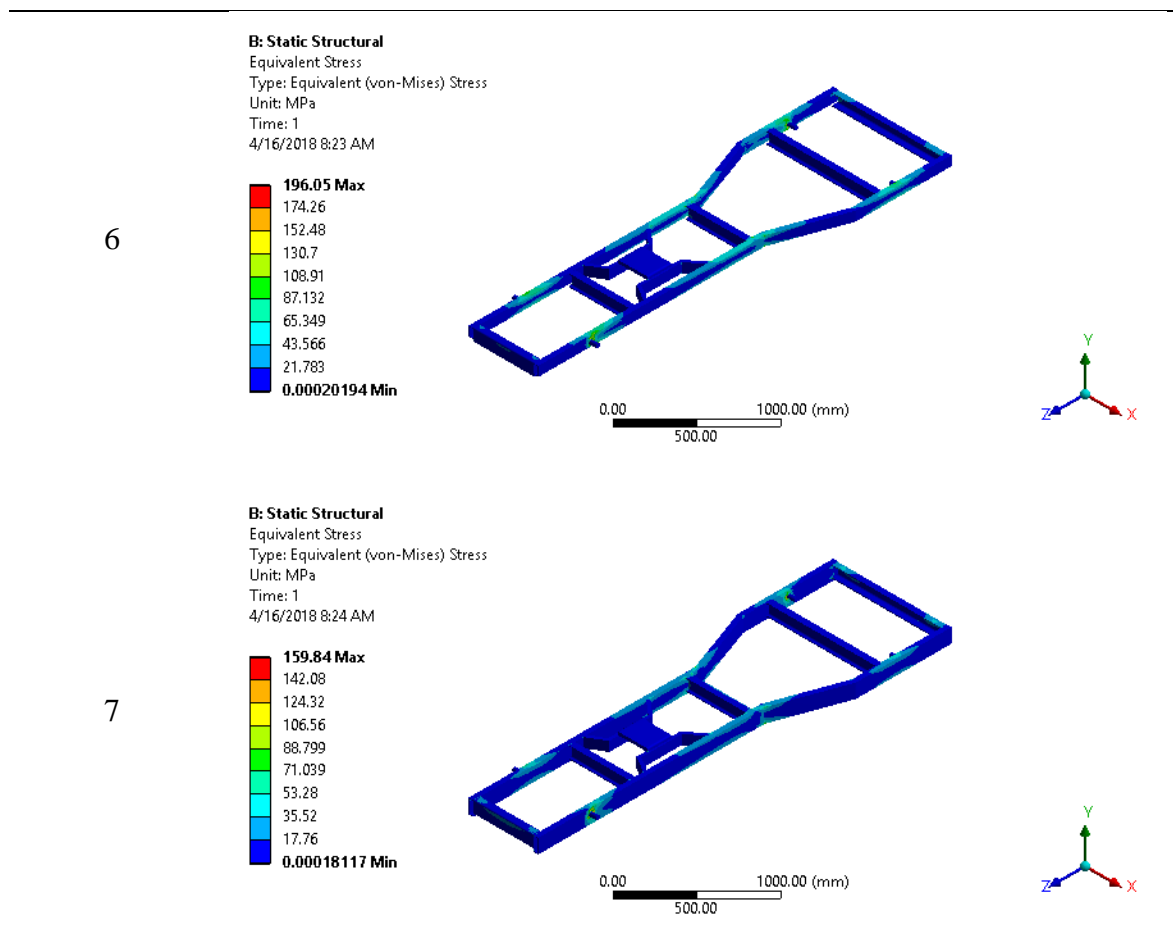 B: Static Structural
Equivalent Stress
Type: Equivalent (von-Mises) Stress
Unit: MPa
Time: 1
4/16/2018 8:23 AM
196.05 Max
174.26
152.48
130.7
108.91
87.132
65.349
43.566
21.783
0.00020194 Min
6
0.00 1000.00 (mm)
500.00
Y
Z X
B: Static Structural
Equivalent Stress
Type: Equivalent (von-Mises) Stress
Unit: MPa
Time: 1
4/16/2018 8:24 AM
159.84 Max
142.08
124.32
106.56
88.799
71.039
53.28
35.52
17.76
0.00018117 Min
7
0.00 1000.00 (mm)
500.00
Y
Z X